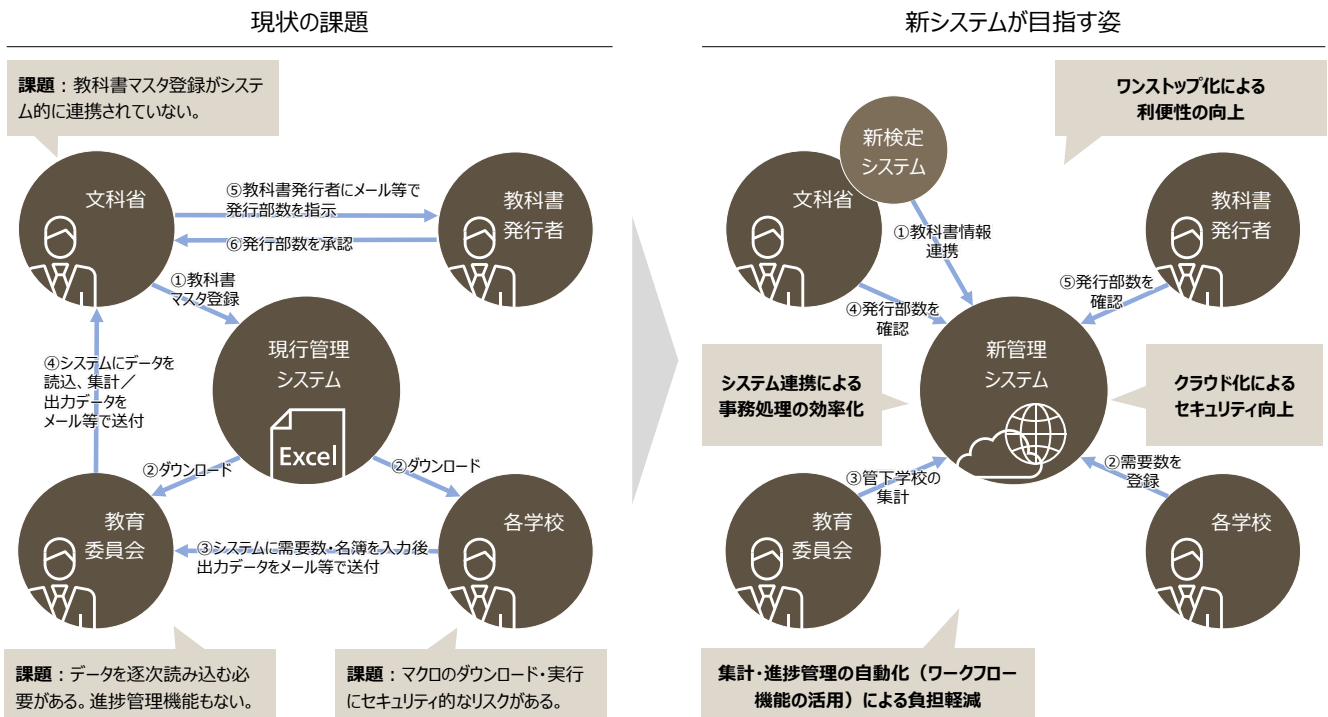 現状の課題
課題：教科書マスタ登録がシステ
ム的に連携されていない。
文科省
⑤教科書発行者にメール等で
発行部数を指示
⑥発行部数を承認
教科書
発行者
①教科書
マスタ登録
現行管理
システム
Excel
④システムにデータを
読込、集計／
出力データを
メール等で送付
②ダウンロード
②ダウンロード
教育
委員会
③システムに需要数・名簿を入力後
出力データをメール等で送付
各学校
課題：データを逐次読み込む必
要がある。進捗管理機能もない。
課題：マクロのダウンロード・実行
にセキュリティ的なリスクがある。
新システムが目指す姿
ワンストップ化による
利便性の向上
新検定
システム
文科省
教科書
発行者
①教科書情報
連携
④発行部数を
確認
⑤発行部数を
確認
新管理
システム
システム連携による
事務処理の効率化
クラウド化による
セキュリティ向上
③管下学校の
集計
②需要数を
登録
教育
委員会
各学校
集計・進捗管理の自動化（ワークフロー
機能の活用）による負担軽減